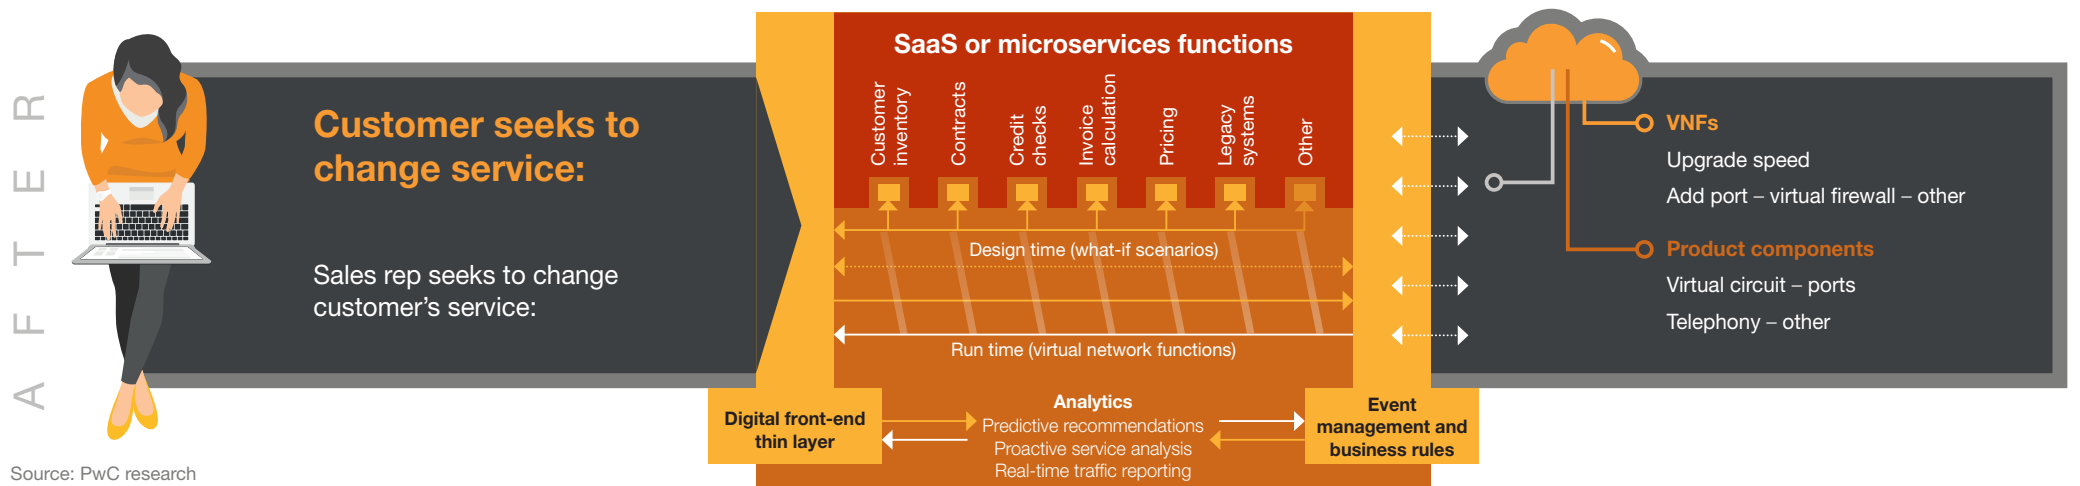 AFTER
Customer seeks to
change service:
Sales rep seeks to change
customer’s service:
SaaS or microservices functions
Customer
inventory
Contracts
Credit
checks
Invoice
calculation
Pricing
Legacy
systems
Other
Design time (what-if scenarios)
Run time (virtual network functions)
Digital front-end
thin layer
Analytics
Predictive recommendations
Proactive service analysis
Real-time traffic reporting
Event
management and
business rules
VNFs
Upgrade speed
Add port – virtual firewall – other
Product components
Virtual circuit – ports
Telephony – other
Source: PwC research